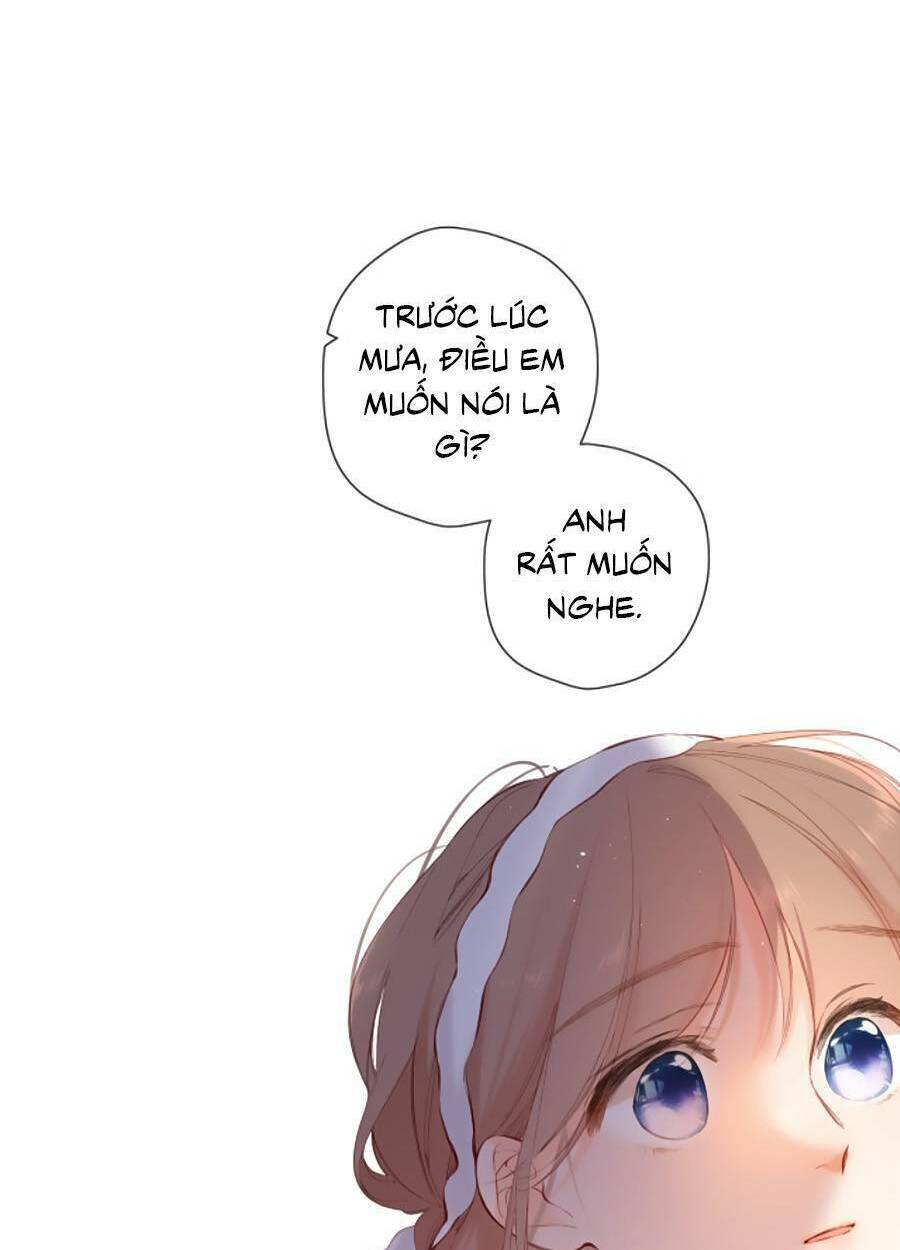 TRƯỚC LÚC
MƯA, ĐIỀU EM
MUỐN NÓI LÀ
GÌ?
ANH
RẤT MUỐN
NGHE.